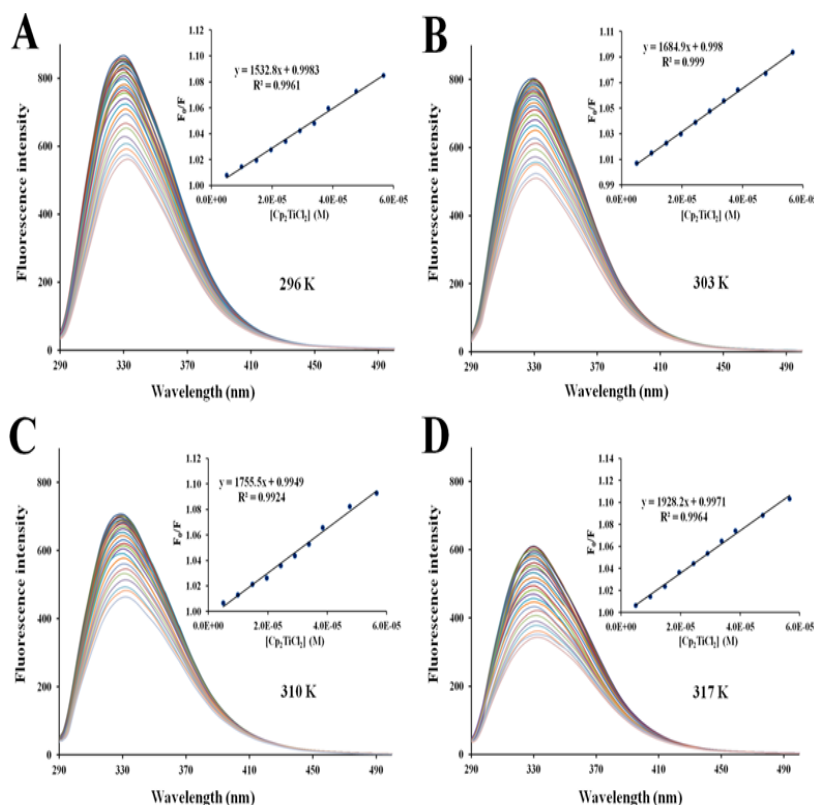 A
Fluorescence intensity
800
600
400
200
0
290
330
370
410
450
490
Wavelength (nm)
296 K
F₀/F
1.12
1.10
1.08
1.06
1.04
1.02
1.00
y = 1532.8x + 0.9983
R² = 0.9961
0.0E+00
2.0E-05
4.0E-05
6.0E-05
[Cp₂TiCl₂] (M)
B
Fluorescence intensity
800
600
400
200
0
290
330
370
410
450
490
Wavelength (nm)
303 K
F₀/F
1.11
1.09
1.07
1.05
1.03
1.01
0.99
y = 1684.9x + 0.998
R² = 0.999
0.0E+00
2.0E-05
4.0E-05
6.0E-05
[Cp₂TiCl₂] (M)
C
Fluorescence intensity
800
600
400
200
0
290
330
370
410
450
490
Wavelength (nm)
310 K
F₀/F
1.12
1.10
1.08
1.06
1.04
1.02
1.00
y = 1755.5x + 0.9949
R² = 0.9924
0.0E+00
2.0E-05
4.0E-05
6.0E-05
[Cp₂TiCl₂] (M)
D
Fluorescence intensity
800
600
400
200
0
290
330
370
410
450
490
Wavelength (nm)
317 K
F₀/F
1.14
1.12
1.10
1.08
1.06
1.04
1.02
1.00
y = 1928.2x + 0.9971
R² = 0.9964
0.0E+00
2.0E-05
4.0E-05
6.0E-05
[Cp₂TiCl₂] (M)